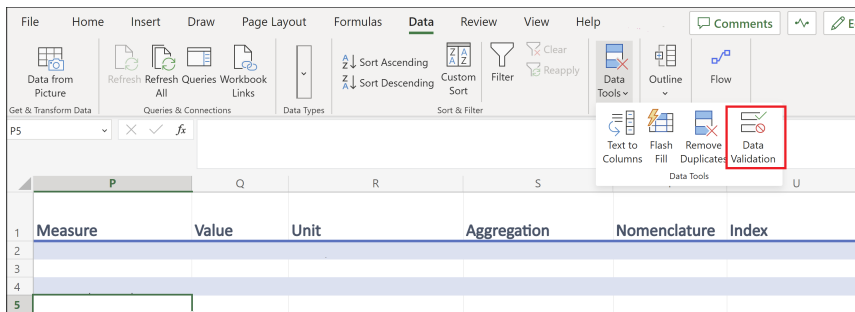 File Home Insert Draw Page Layout Formulas Data Review View Help Comments
Data from Picture
Refresh
Refresh All
Queries
Workbook Links
Sort Ascending
Sort Descending
Custom Sort
Filter
Clear
Reapply
Data Tools
Outline
Flow
Get & Transform Data Queries & Connections Data Types Sort & Filter
Text to Columns
Flash Fill
Remove Duplicates
Data Validation
Data Tools
P5 fx
P Q R S U
1 Measure Value Unit Aggregation Nomenclature Index
2
3
4
5